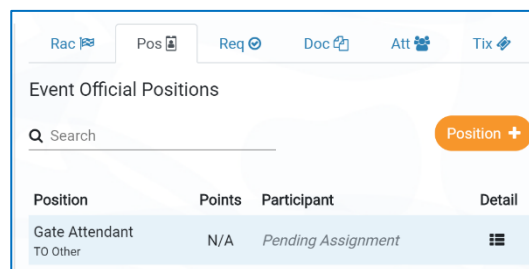 Rac Pos Req Doc Att Tix
Event Official Positions
Search
Position +
Position Points Participant Detail
Gate Attendant N/A Pending Assignment
TO Other